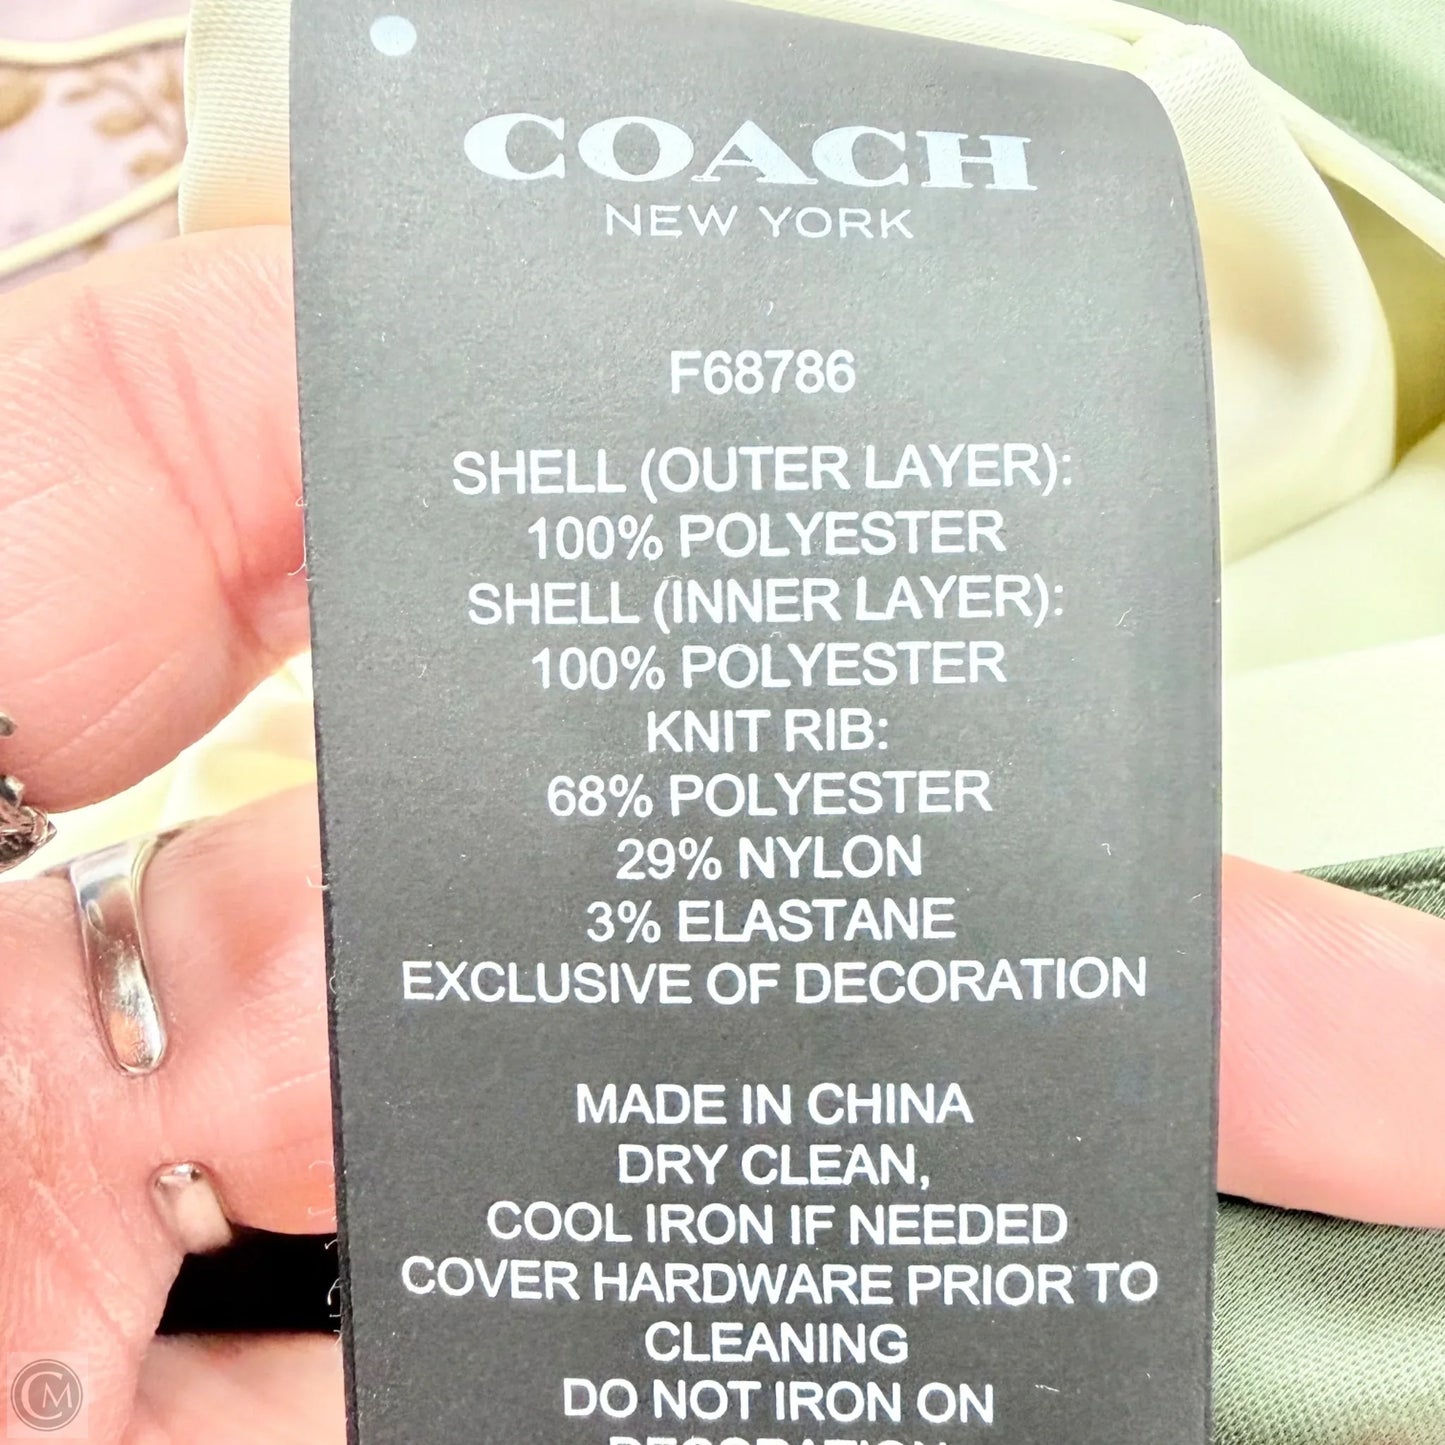 COACH
NEW YORK
F68786
SHELL (OUTER LAYER):
100% POLYESTER
SHELL (INNER LAYER):
100% POLYESTER
KNIT RIB:
68% POLYESTER
29% NYLON
3% ELASTANE
EXCLUSIVE OF DECORATION
MADE IN CHINA
DRY CLEAN,
COOL IRON IF NEEDED
COVER HARDWARE PRIOR TO
CLEANING
DO NOT IRON ON
DECORATION
CM